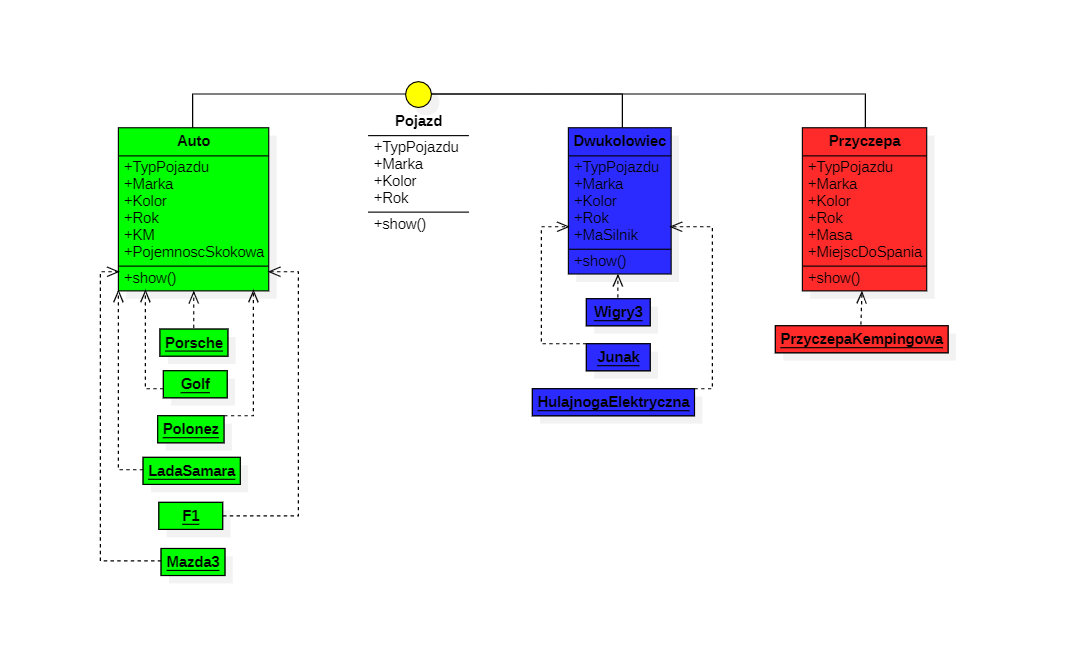 Pojazd
+TypPojazdu
+Marka
+Kolor
+Rok
+show()
Auto
+TypPojazdu
+Marka
+Kolor
+Rok
+KM
+PojemnoscSkokowa
+show()
Porsche
Golf
Polonez
LadaSamara
F1
Mazda3
Dwukolowiec
+TypPojazdu
+Marka
+Kolor
+Rok
+MaSilnik
+show()
Wigry3
Junak
HulajnogaElektryczna
Przyczepa
+TypPojazdu
+Marka
+Kolor
+Rok
+Masa
+MiejscDoSpania
+show()
PrzyczepaKempingowa